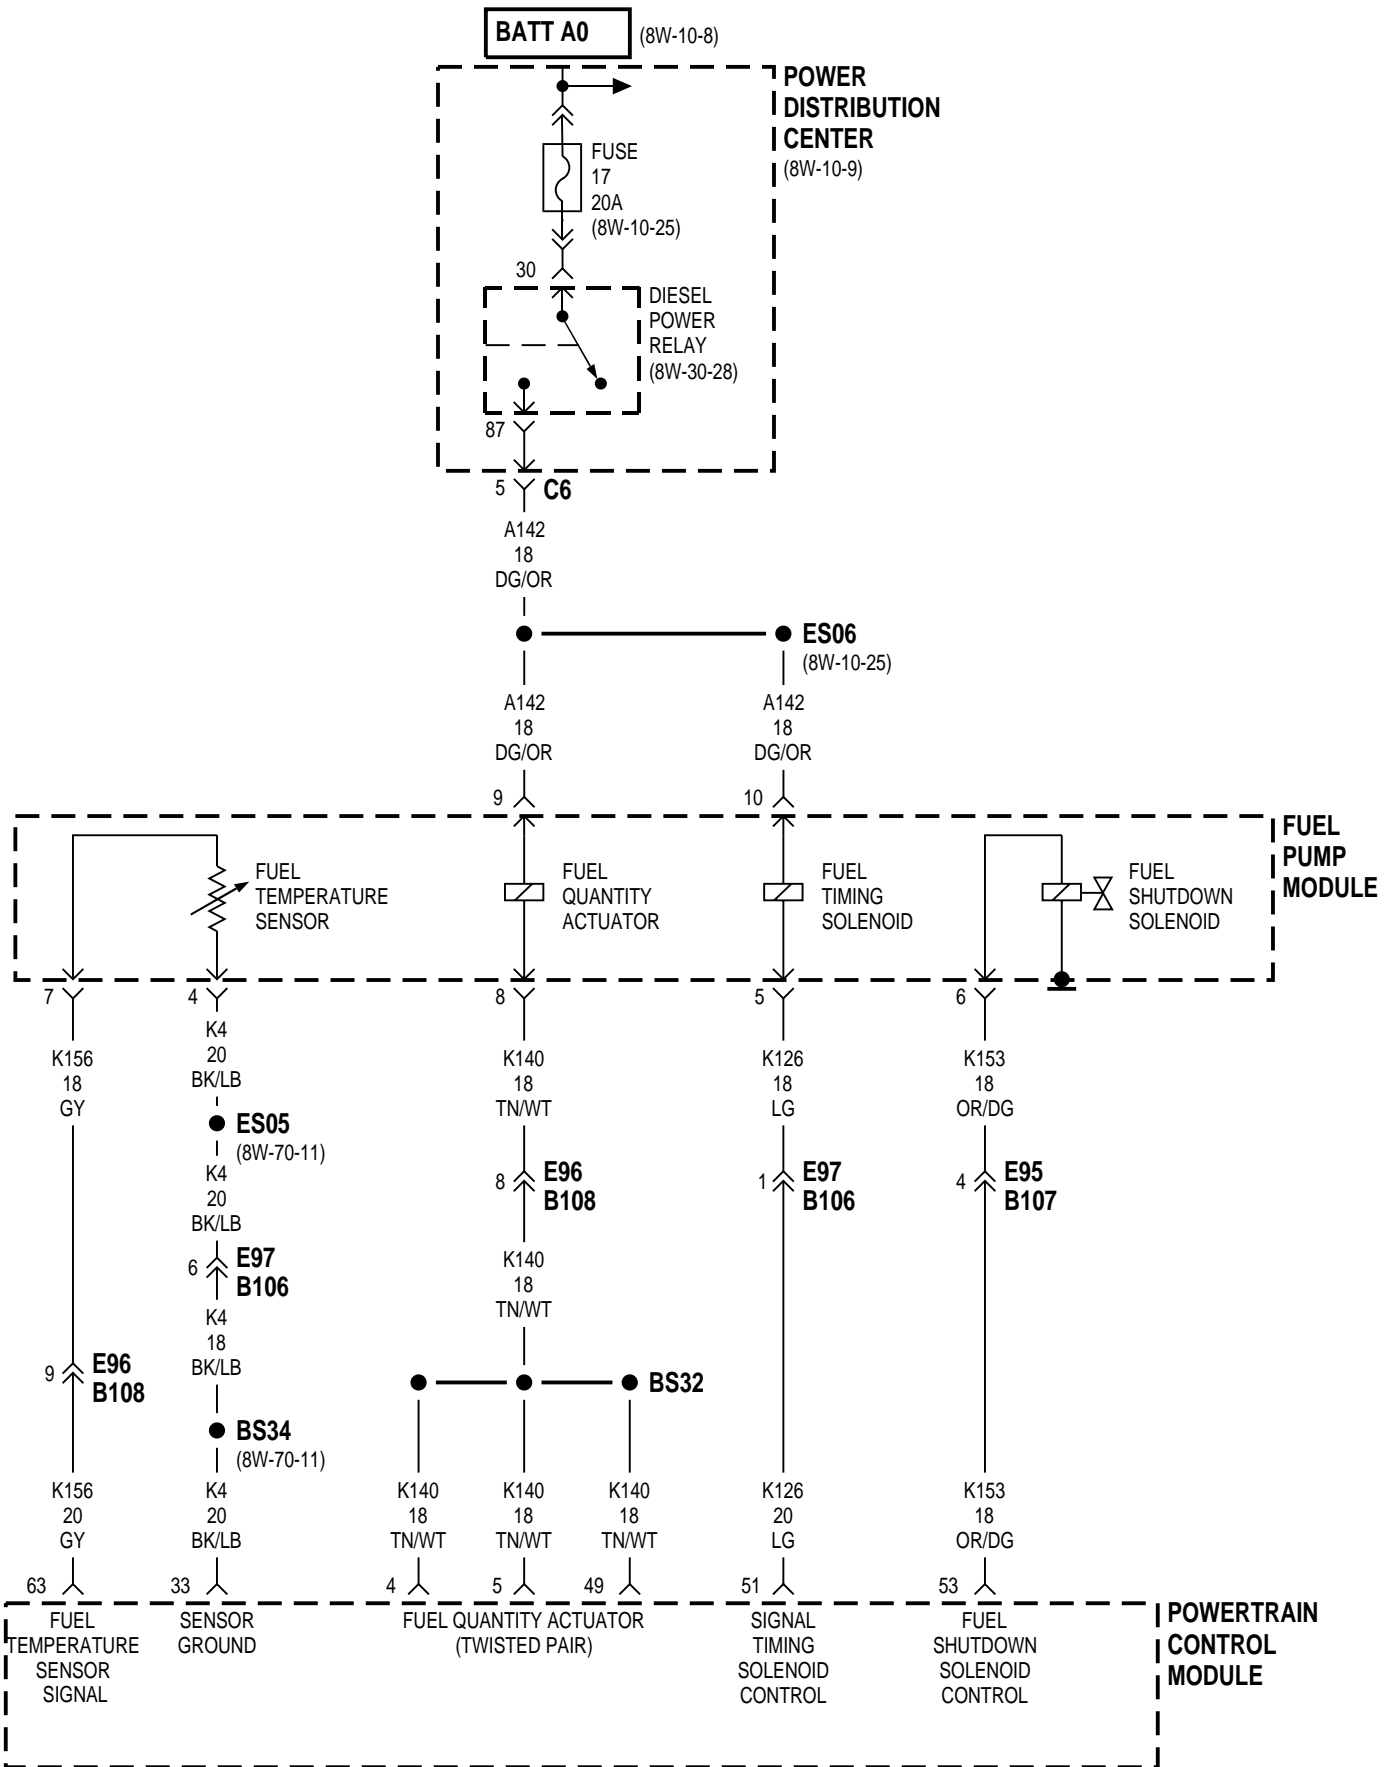 BATT A0
(8W-10-8)
POWER
DISTRIBUTION
CENTER
(8W-10-9)
FUSE
17
20A
(8W-10-25)
30
DIESEL
POWER
RELAY
(8W-30-28)
87
5
C6
A142
18
DG/OR
ES06
(8W-10-25)
A142
18
DG/OR
A142
18
DG/OR
9
10
FUEL
PUMP
MODULE
FUEL
TEMPERATURE
SENSOR
FUEL
QUANTITY
ACTUATOR
FUEL
TIMING
SOLENOID
FUEL
SHUTDOWN
SOLENOID
7
4
8
5
6
K156
18
GY
K4
20
BK/LB
ES05
(8W-70-11)
K4
20
BK/LB
6
E97
B106
K4
18
BK/LB
9
E96
B108
BS34
(8W-70-11)
K140
18
TN/WT
8
E96
B108
K140
18
TN/WT
BS32
K126
18
LG
1
E97
B106
K153
18
OR/DG
4
E95
B107
K156
20
GY
K4
20
BK/LB
K140
18
TN/WT
K140
18
TN/WT
K140
18
TN/WT
K126
20
LG
K153
18
OR/DG
63
33
4
5
49
51
53
FUEL
TEMPERATURE
SENSOR
SIGNAL
SENSOR
GROUND
FUEL QUANTITY ACTUATOR
(TWISTED PAIR)
SIGNAL
TIMING
SOLENOID
CONTROL
FUEL
SHUTDOWN
SOLENOID
CONTROL
POWERTRAIN
CONTROL
MODULE